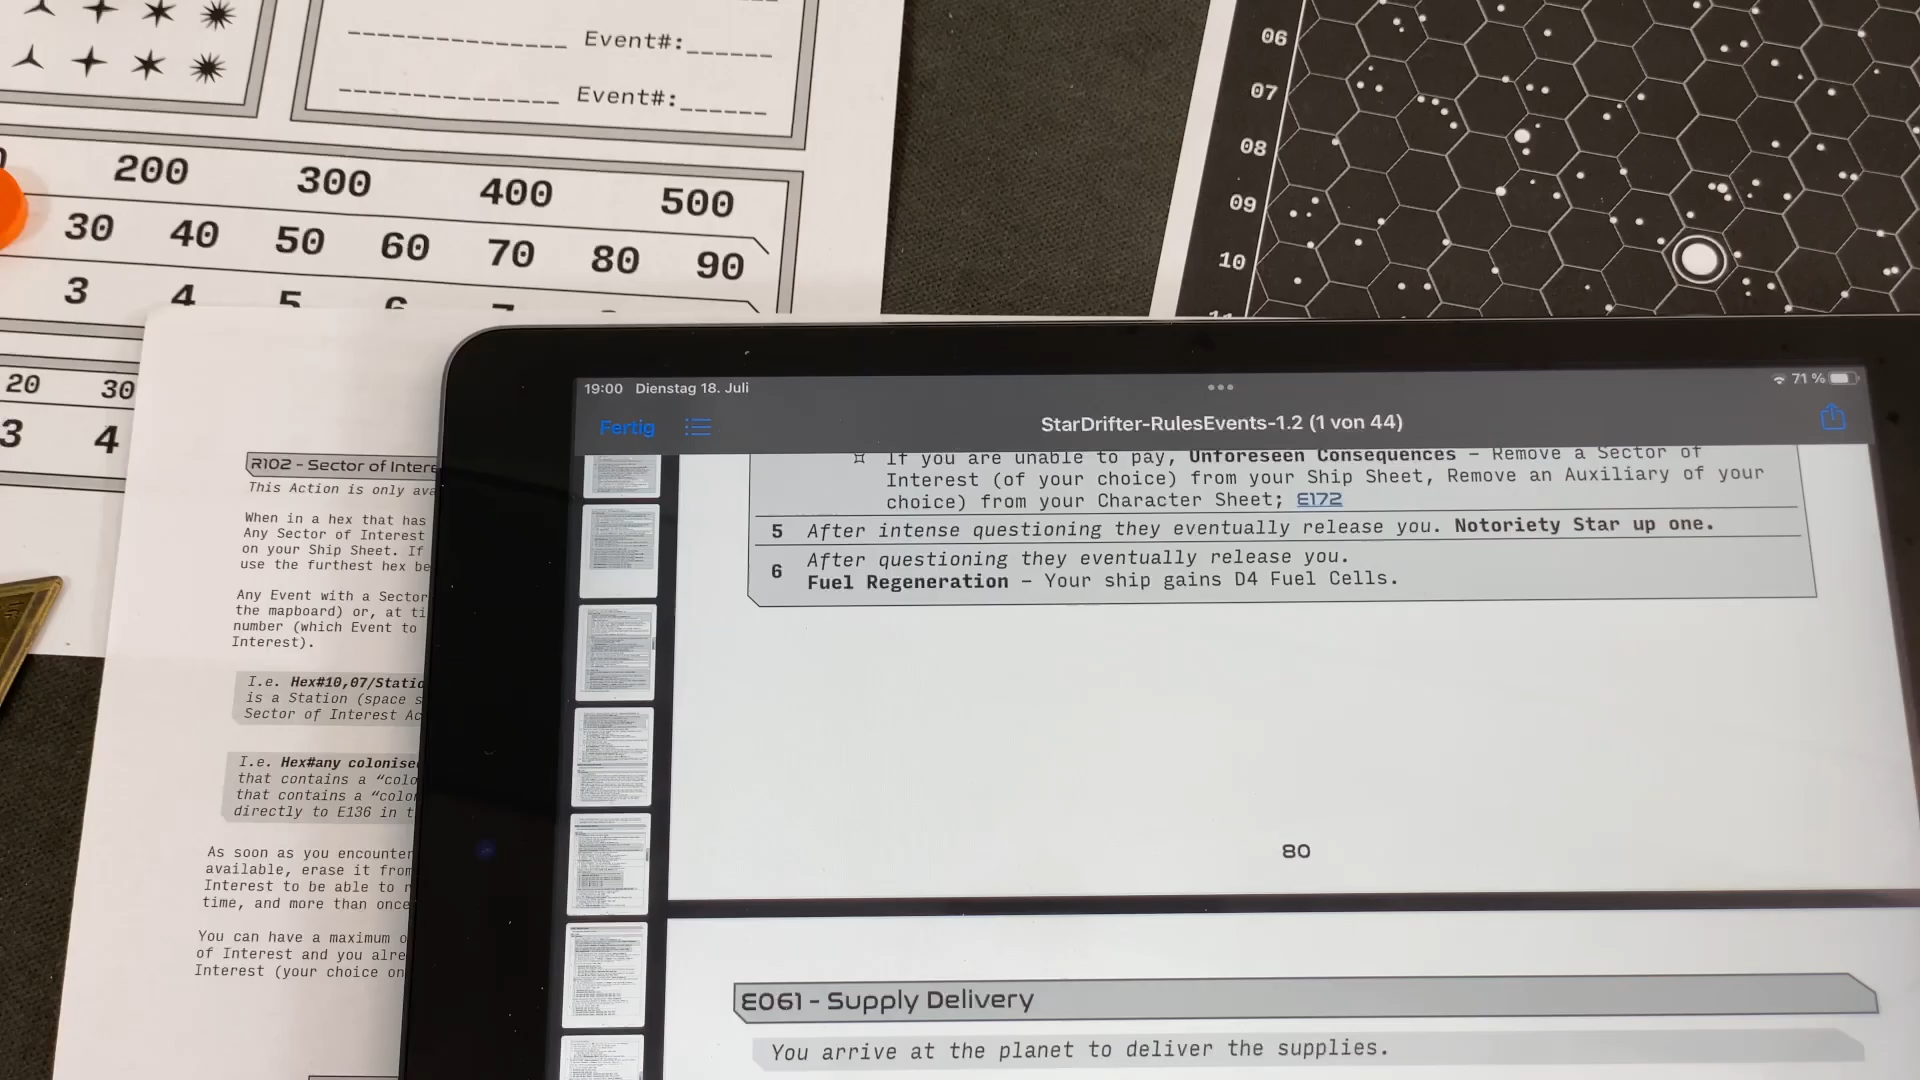 Event#:
Event#:
200 300 400 500
30 40 50 60 70 80 90
3 4 5 6 7
20 30
3 4
06
07
08
09
10
11
R102 - Sector of Intere
This Action is only ava
When in a hex that has
Any Sector of Interest
on your Ship Sheet. If
use the furthest hex be
Any Event with a Sector
the mapboard) or, at ti
number (which Event to
Interest).
I.e. Hex#10,07/Statio
is a Station (space s
Sector of Interest Ac
I.e. Hex#any colonised
that contains a “colo
that contains a “colon
directly to E136 in t
As soon as you encounter
available, erase it from
Interest to be able to r
time, and more than once
You can have a maximum o
of Interest and you alre
Interest (your choice on
19:00 Dienstag 18. Juli
71 %
Fertig
StarDrifter-RulesEvents-1.2 (1 von 44)
If you are unable to pay, Unforeseen Consequences – Remove a Sector of
Interest (of your choice) from your Ship Sheet, Remove an Auxiliary of your
choice) from your Character Sheet; E172
5 After intense questioning they eventually release you. Notoriety Star up one.
6 After questioning they eventually release you.
Fuel Regeneration – Your ship gains D4 Fuel Cells.
80
E061 - Supply Delivery
You arrive at the planet to deliver the supplies.